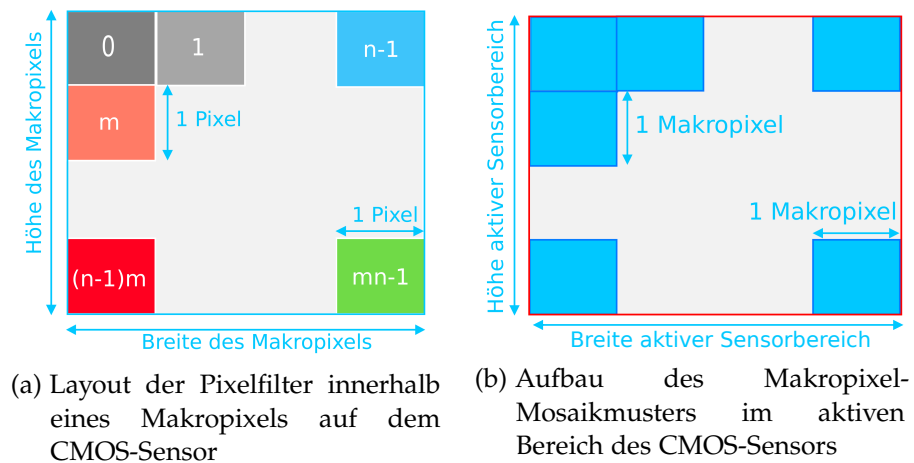 Höhe des Makropixels
0
1
n-1
m
1 Pixel
1 Pixel
(n-1)m
mn-1
Breite des Makropixels
(a) Layout der Pixelfilter innerhalb
eines Makropixels auf dem
CMOS-Sensor
Höhe aktiver Sensorbereich
1 Makropixel
1 Makropixel
Breite aktiver Sensorbereich
(b) Aufbau des Makropixel-
Mosaikmusters im aktiven
Bereich des CMOS-Sensors